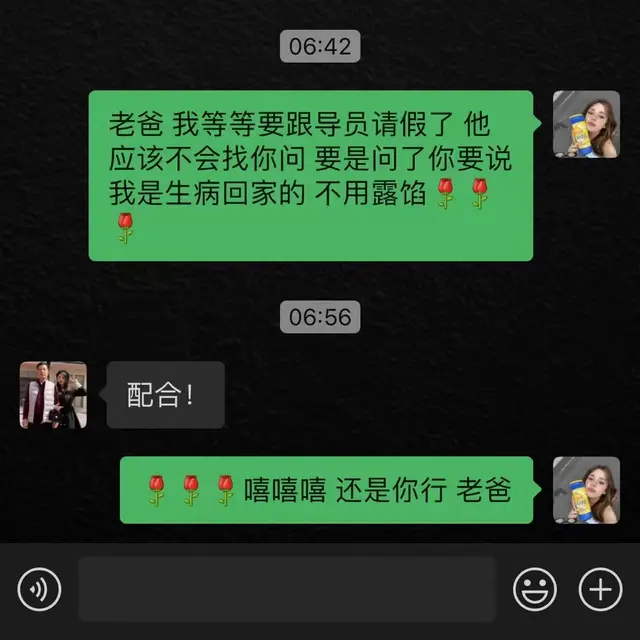 06:42
老爸 我等等要跟导员请假了 他
应该不会找你问 要是问了你要说
我是生病回家的 不用露馅🌹🌹
🌹
06:56
配合！
🌹🌹🌹嘻嘻嘻 还是你行 老爸